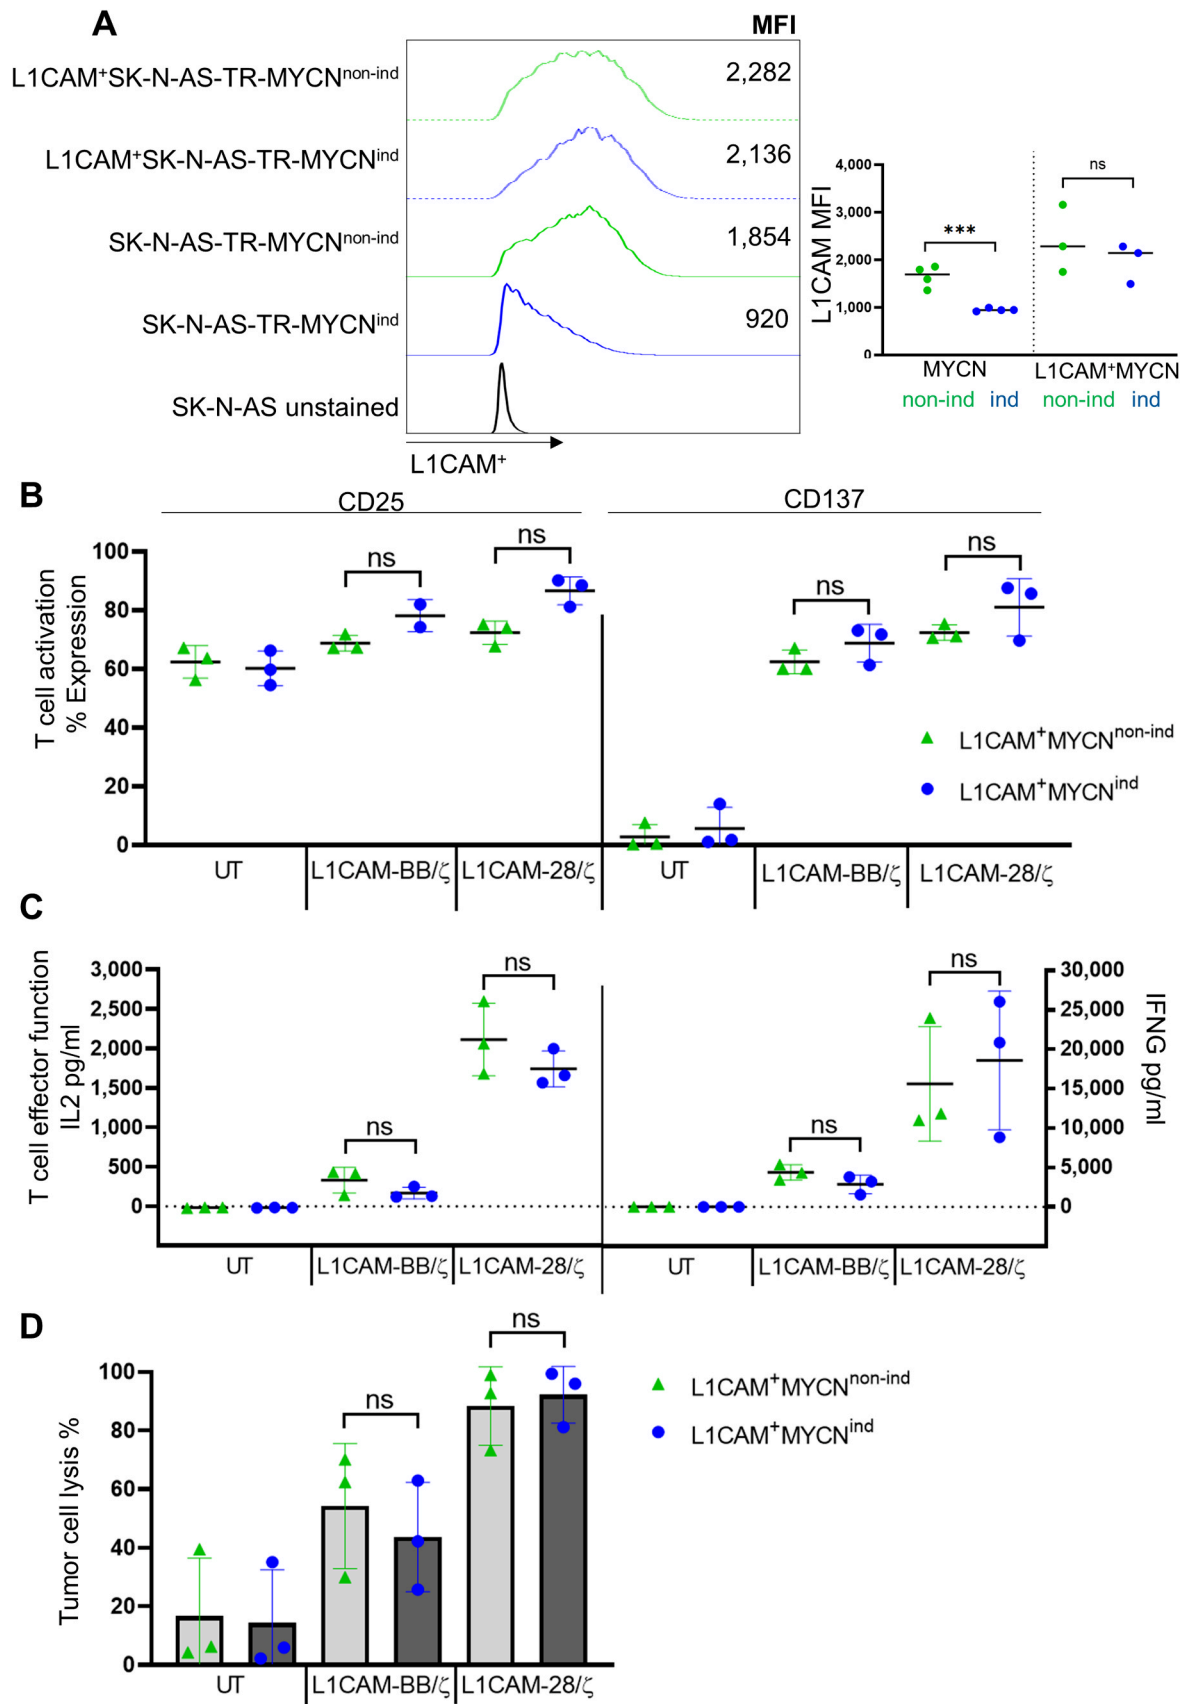 A
MFI
L1CAM⁺SK-N-AS-TR-MYCNⁿᵒⁿ⁻ⁱⁿᵈ
2,282
L1CAM⁺SK-N-AS-TR-MYCNⁱⁿᵈ
2,136
SK-N-AS-TR-MYCNⁿᵒⁿ⁻ⁱⁿᵈ
1,854
SK-N-AS-TR-MYCNⁱⁿᵈ
920
SK-N-AS unstained
L1CAM⁺
L1CAM MFI
4,000
3,000
2,000
1,000
0
***
ns
MYCN
L1CAM⁺MYCN
non-ind ind
non-ind ind
B
CD25
CD137
T cell activation
% Expression
100
80
60
40
20
0
ns
ns
ns
ns
L1CAM⁺MYCNⁿᵒⁿ⁻ⁱⁿᵈ
L1CAM⁺MYCNⁱⁿᵈ
UT
L1CAM-BB/ζ
L1CAM-28/ζ
UT
L1CAM-BB/ζ
L1CAM-28/ζ
C
T cell effector function
IL2 pg/ml
3,000
2,500
2,000
1,500
1,000
500
0
ns
ns
ns
ns
30,000
25,000
20,000
15,000
10,000
5,000
0
IFNG pg/ml
UT
L1CAM-BB/ζ
L1CAM-28/ζ
UT
L1CAM-BB/ζ
L1CAM-28/ζ
D
Tumor cell lysis %
100
80
60
40
20
0
ns
ns
L1CAM⁺MYCNⁿᵒⁿ⁻ⁱⁿᵈ
L1CAM⁺MYCNⁱⁿᵈ
UT
L1CAM-BB/ζ
L1CAM-28/ζ